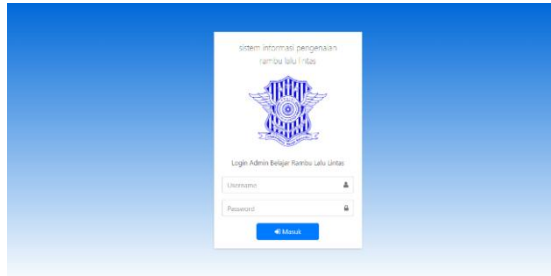 sistem informasi pengenalan
rambu lalu lintas
Login Admin Belajar Rambu Lalu Lintas
Username
Password
Masuk